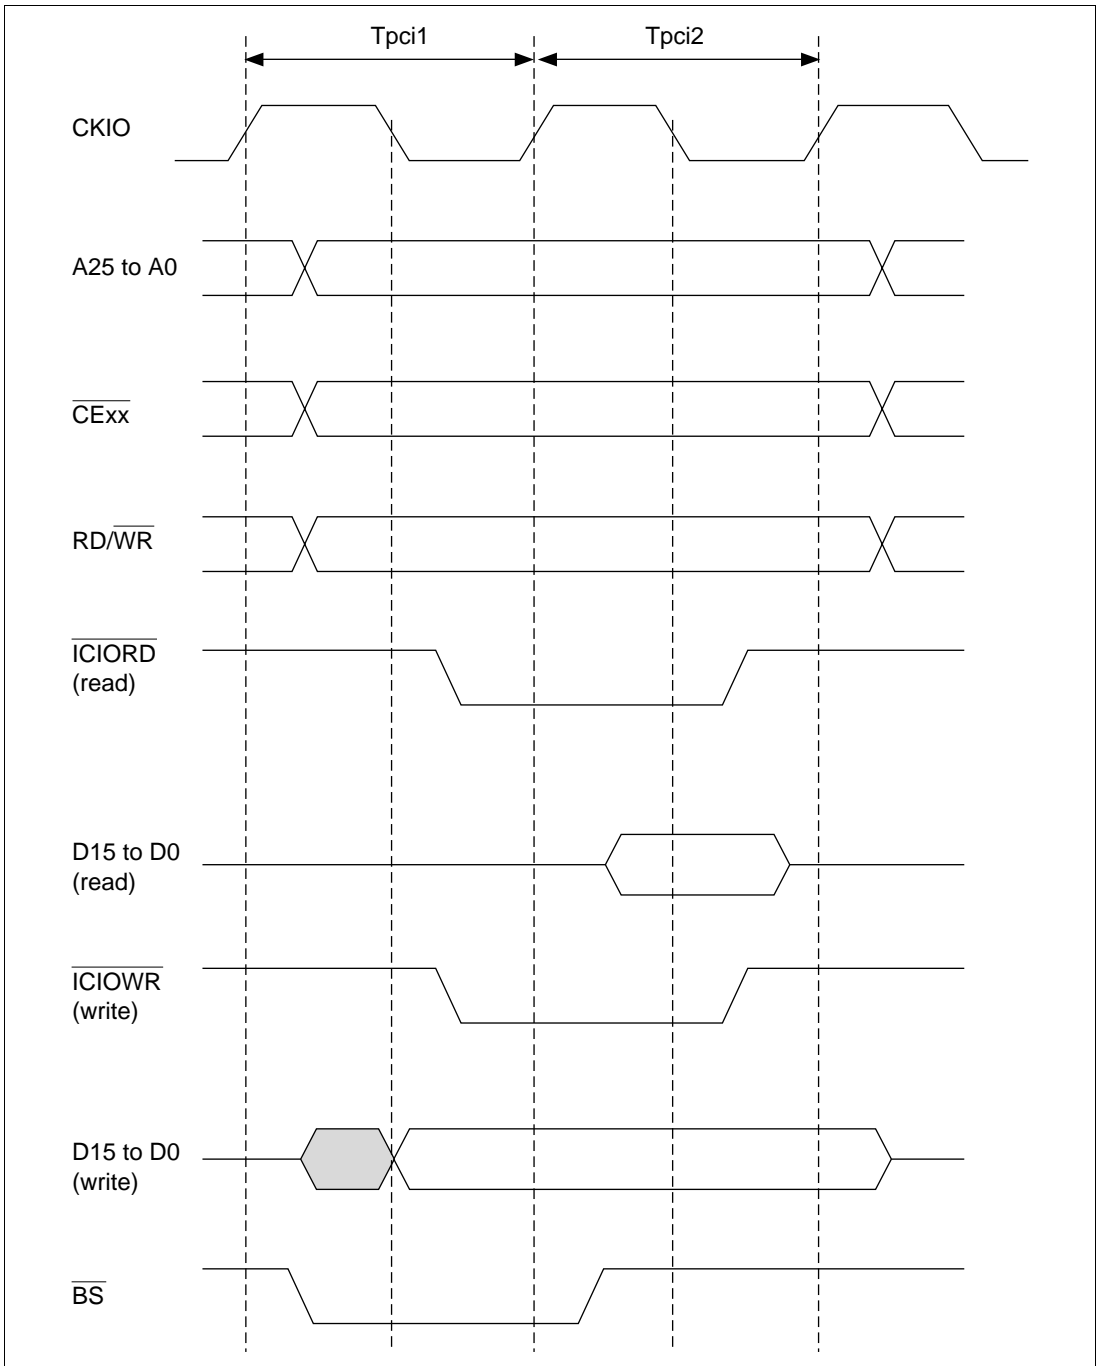 Tpci1 Tpci2
CKIO
A25 to A0
CExx
RD/WR
ICIORD
(read)
D15 to D0
(read)
ICIOWR
(write)
D15 to D0
(write)
BS